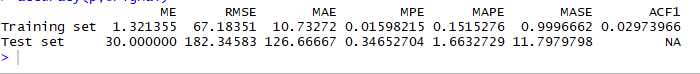 accuracy(p,original)
ME RMSE MAE MPE MAPE MASE ACF1
Training set 1.321355 67.18351 10.73272 0.01598215 0.1515276 0.9996662 0.02973966
Test set 30.000000 182.34583 126.66667 0.34652704 1.6632729 11.7979798 NA
>